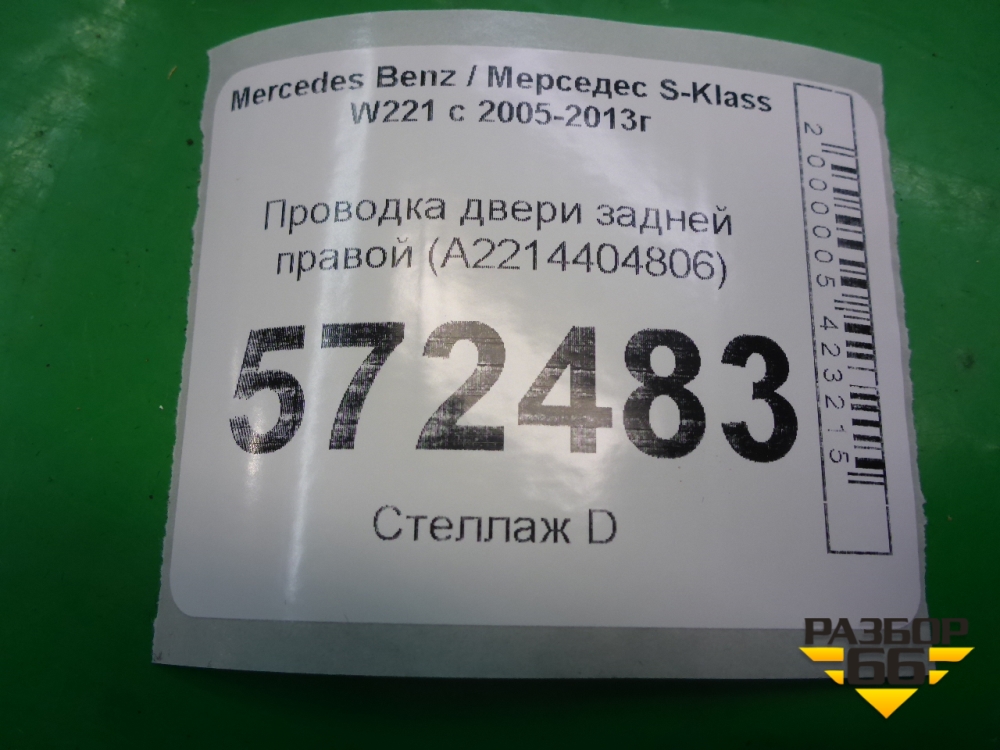 Mercedes Benz / Мерседес S-Klass
W221 с 2005-2013г
Проводка двери задней
правой (A2214404806)
572483
Стеллаж D
2000005423215
РАЗБОР
66